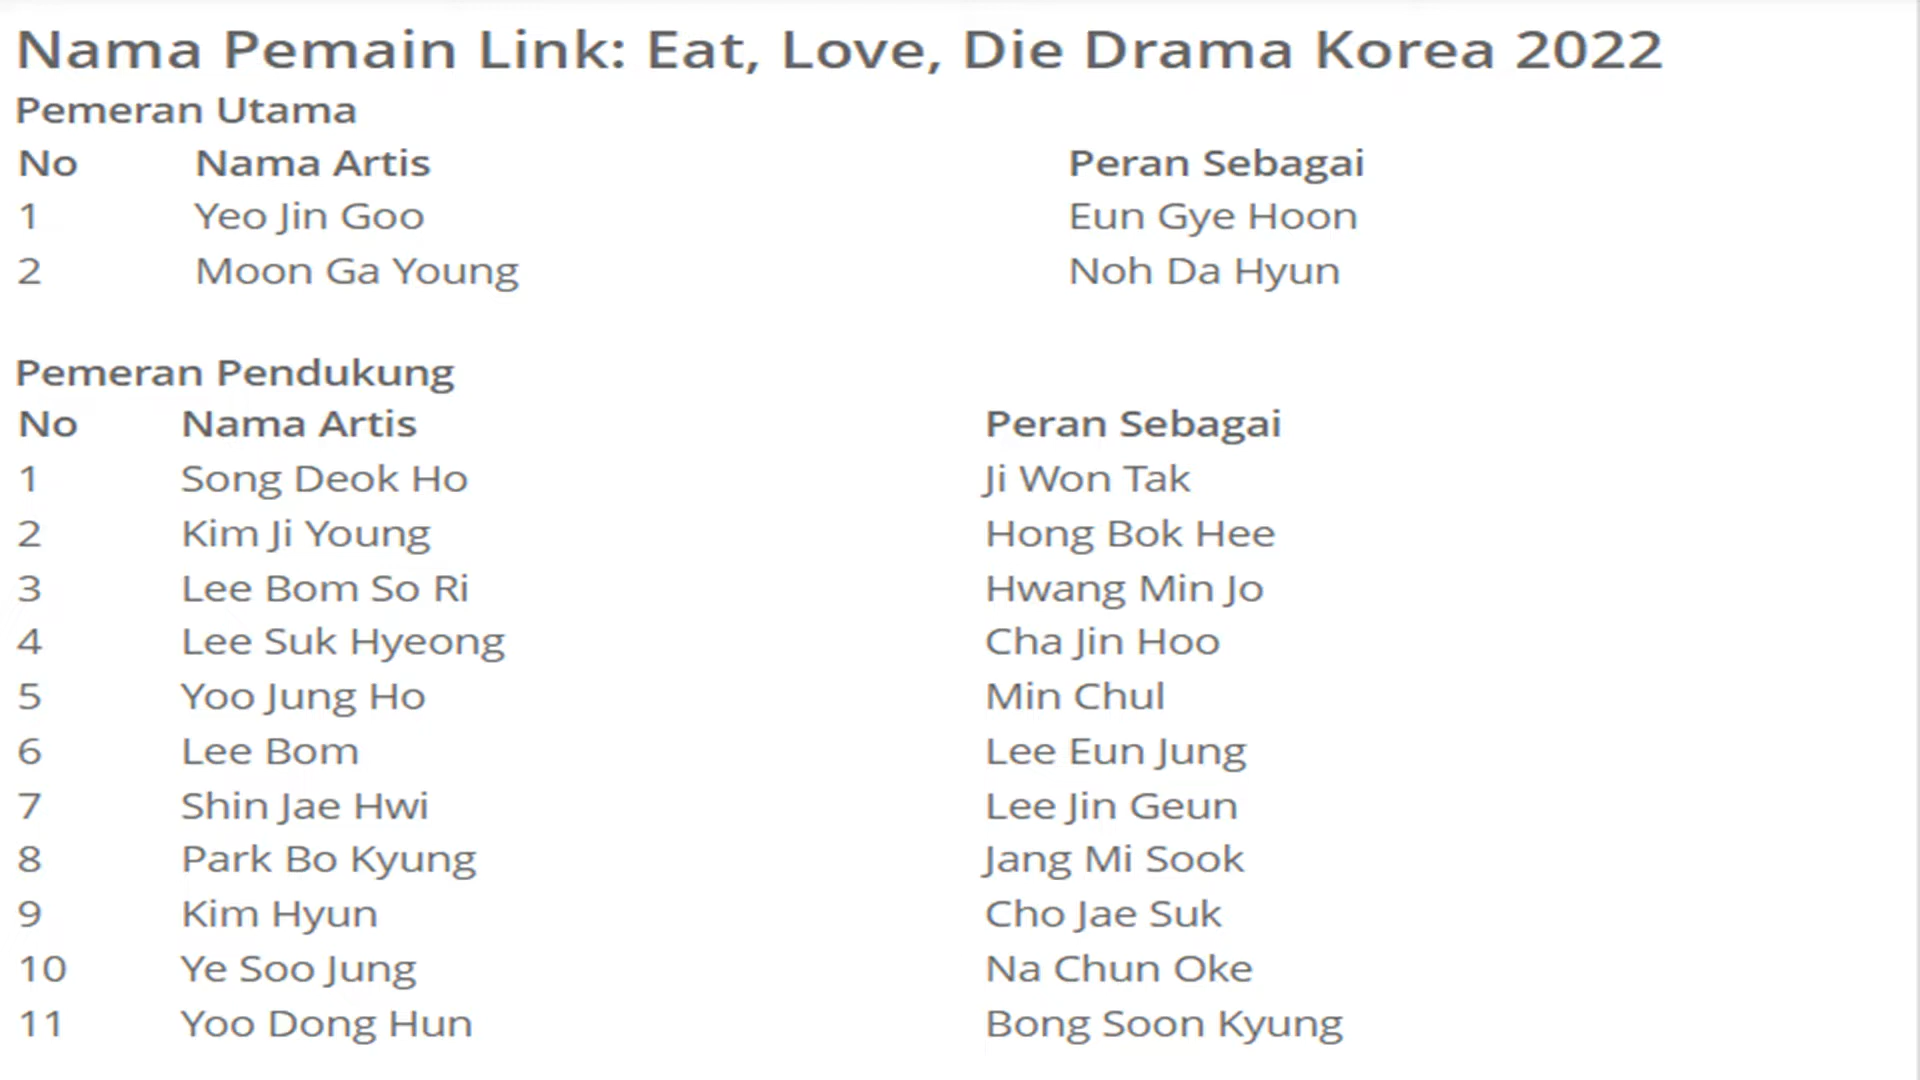 Nama Pemain Link: Eat, Love, Die Drama Korea 2022
Pemeran Utama
No Nama Artis Peran Sebagai
1 Yeo Jin Goo Eun Gye Hoon
2 Moon Ga Young Noh Da Hyun
Pemeran Pendukung
No Nama Artis Peran Sebagai
1 Song Deok Ho Ji Won Tak
2 Kim Ji Young Hong Bok Hee
3 Lee Bom So Ri Hwang Min Jo
4 Lee Suk Hyeong Cha Jin Hoo
5 Yoo Jung Ho Min Chul
6 Lee Bom Lee Eun Jung
7 Shin Jae Hwi Lee Jin Geun
8 Park Bo Kyung Jang Mi Sook
9 Kim Hyun Cho Jae Suk
10 Ye Soo Jung Na Chun Oke
11 Yoo Dong Hun Bong Soon Kyung